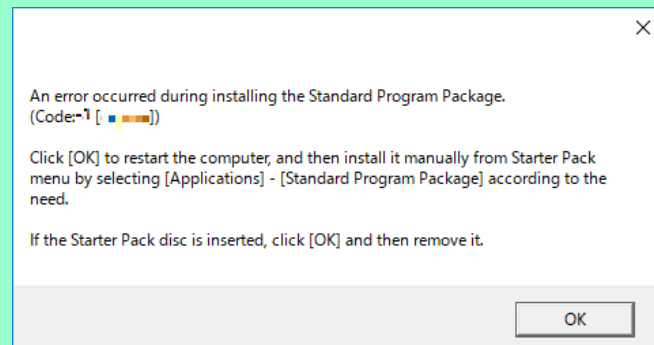 An error occurred during installing the Standard Program Package.
(Code:-1 [])
Click [OK] to restart the computer, and then install it manually from Starter Pack
menu by selecting [Applications] - [Standard Program Package] according to the
need.
If the Starter Pack disc is inserted, click [OK] and then remove it.
OK